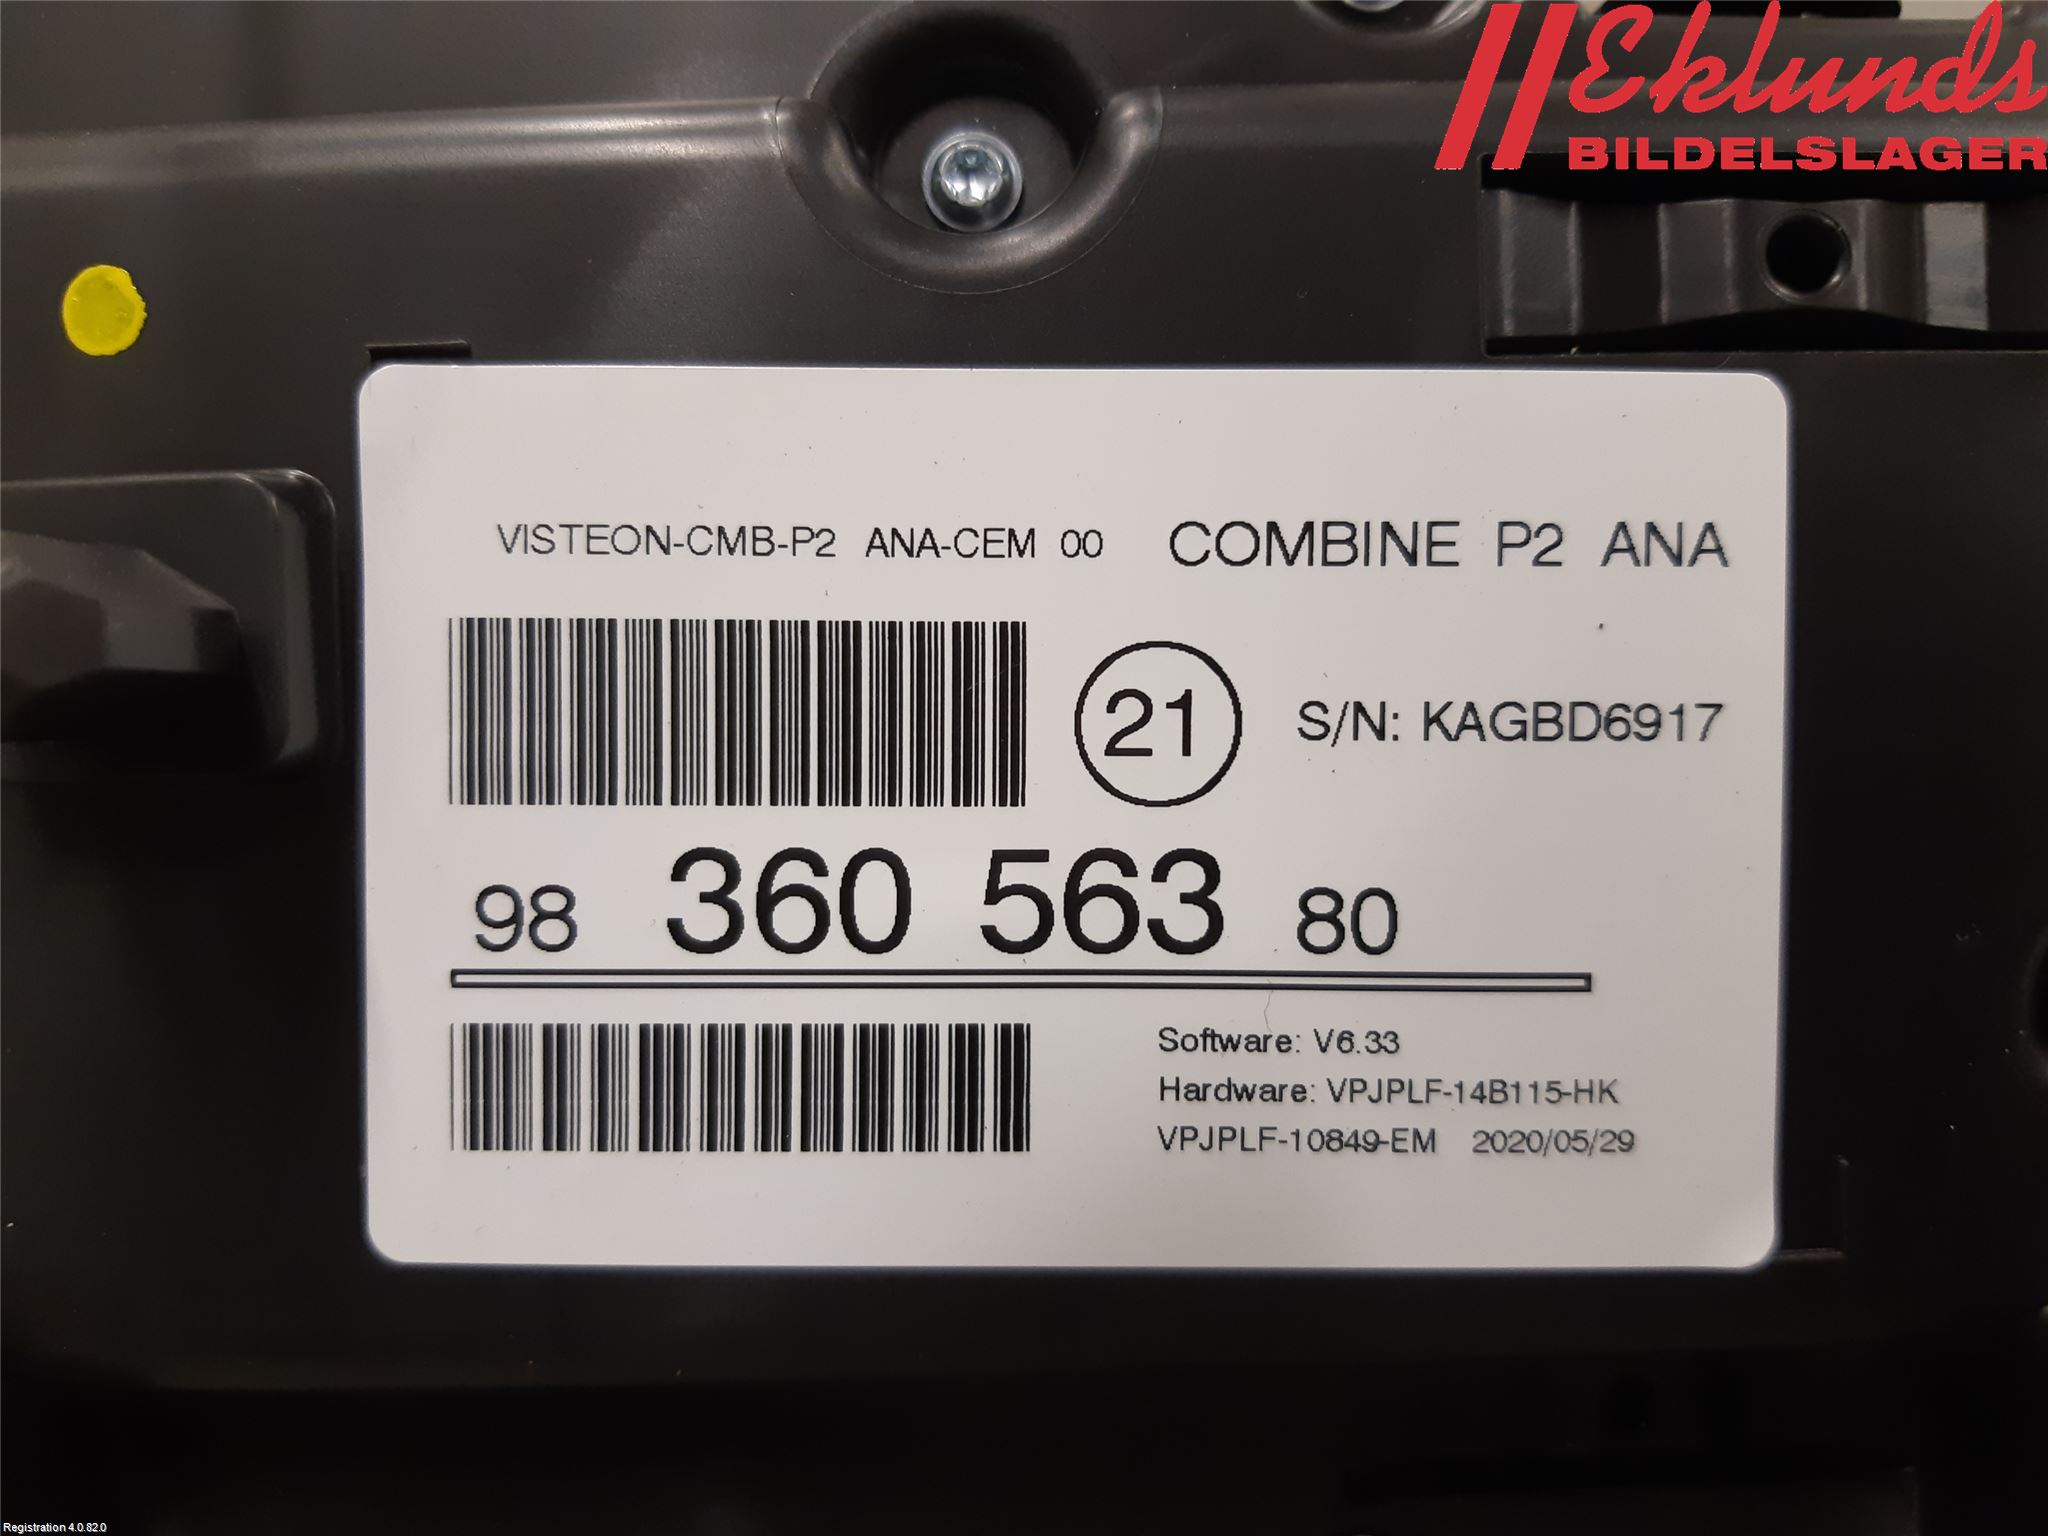 Eklunds
BILDELSLAGER
VISTEON-CMB-P2 ANA-CEM 00 COMBINE P2 ANA
21 S/N: KAGBD6917
98 360 563 80
Software: V6.33
Hardware: VPJPLF-14B115-HK
VPJPLF-10849-EM 2020/05/29
Registration 4.0.82.0